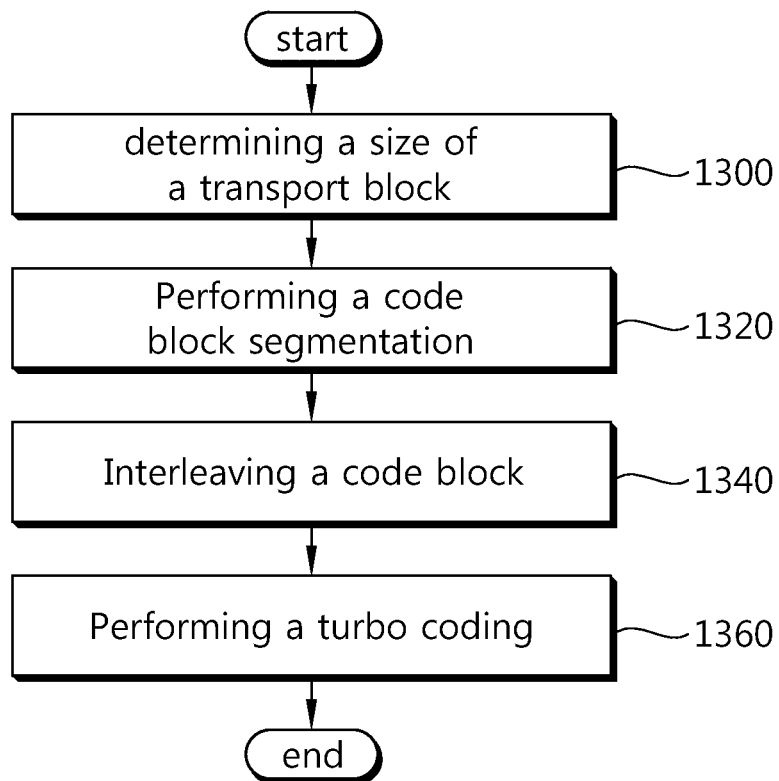 start
determining a size of
a transport block
1300
Performing a code
block segmentation
1320
Interleaving a code block
1340
Performing a turbo coding
1360
end